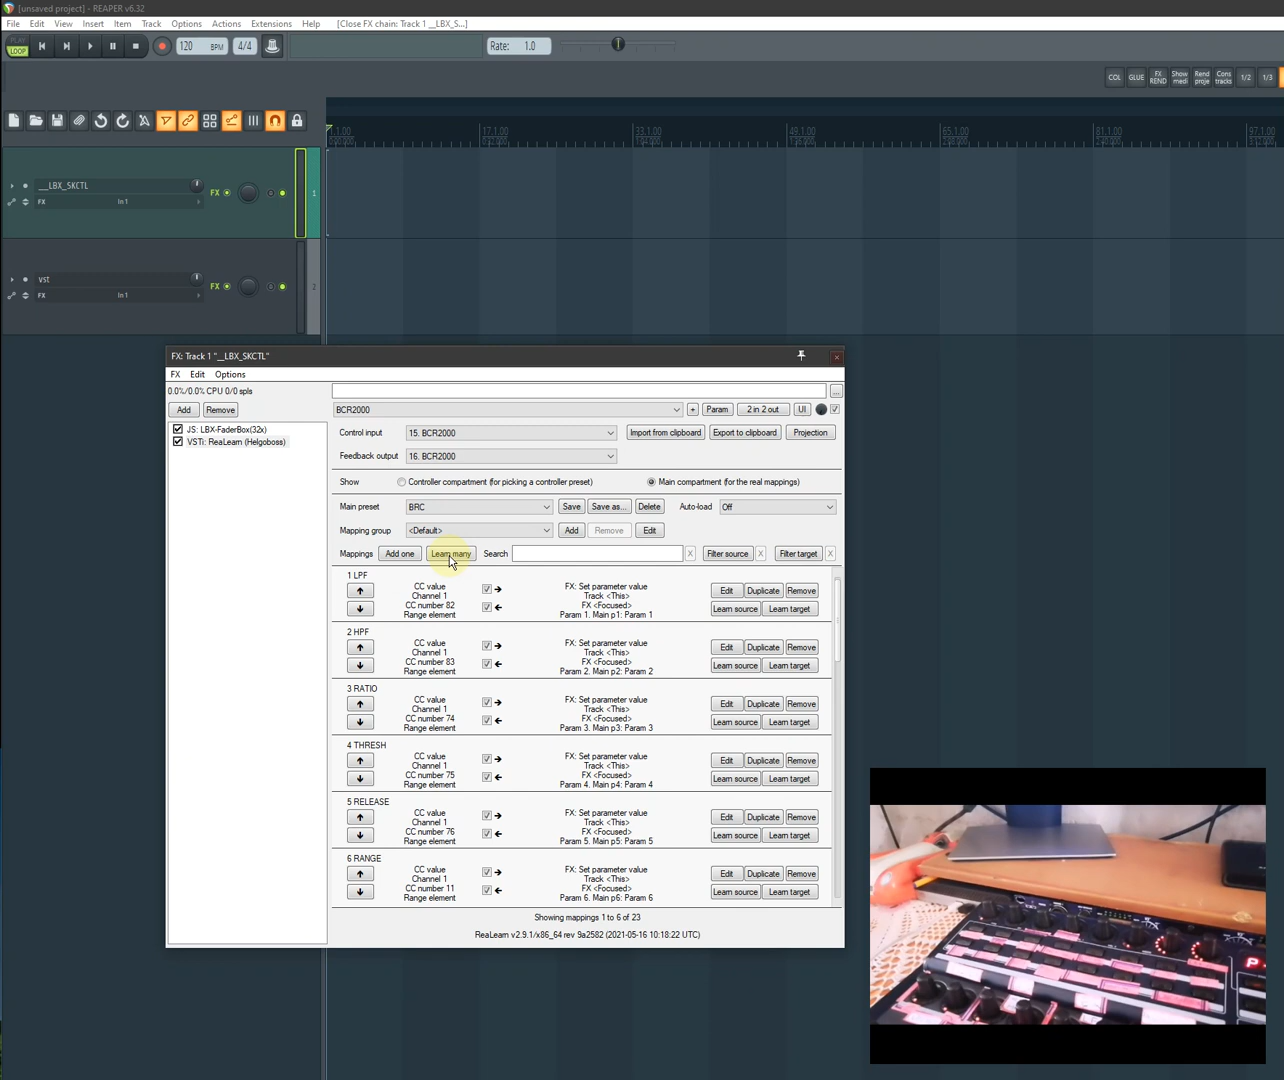 [unsaved project] - REAPER v6.32
File Edit View Insert Item Track Options Actions Extensions Help [Close FX chain: Track 1 __LBX_S...]
PLAY
LOOP
120 BPM 4/4 Rate: 1.0
COL GLUE FX REND Show medi Rend proje Cons tracks 1/2 1/3
1.1.00 17.1.00 33.1.00 49.1.00 65.1.00 81.1.00 97.1.00
__LBX_SKCTL FX 1
FX In 1
vst FX 2
FX In 1
FX: Track 1 "__LBX_SKCTL"
FX Edit Options
0.0%/0.0% CPU 0/0 spls ...
Add Remove BCR2000 + Param 2 in 2 out UI
JS: LBX-FaderBox(32x)
VSTi: ReaLearn (Helgoboss)
Control input 15. BCR2000 Import from clipboard Export to clipboard Projection
Feedback output 16. BCR2000
Show Controller compartment (for picking a controller preset) Main compartment (for the real mappings)
Main preset BRC Save Save as... Delete Auto-load Off
Mapping group <Default> Add Remove Edit
Mappings Add one Learn many Search X Filter source X Filter target X
1 LPF
CC value FX: Set parameter value Edit Duplicate Remove
Channel 1 Track <This>
CC number 82 FX <Focused> Learn source Learn target
Range element Param 1. Main p1: Param 1
2 HPF
CC value FX: Set parameter value Edit Duplicate Remove
Channel 1 Track <This>
CC number 83 FX <Focused> Learn source Learn target
Range element Param 2. Main p2: Param 2
3 RATIO
CC value FX: Set parameter value Edit Duplicate Remove
Channel 1 Track <This>
CC number 74 FX <Focused> Learn source Learn target
Range element Param 3. Main p3: Param 3
4 THRESH
CC value FX: Set parameter value Edit Duplicate Remove
Channel 1 Track <This>
CC number 75 FX <Focused> Learn source Learn target
Range element Param 4. Main p4: Param 4
5 RELEASE
CC value FX: Set parameter value Edit Duplicate Remove
Channel 1 Track <This>
CC number 76 FX <Focused> Learn source Learn target
Range element Param 5. Main p5: Param 5
6 RANGE
CC value FX: Set parameter value Edit Duplicate Remove
Channel 1 Track <This>
CC number 11 FX <Focused> Learn source Learn target
Range element Param 6. Main p6: Param 6
Showing mappings 1 to 6 of 23
ReaLearn v2.9.1/x86_64 rev 9a2582 (2021-05-16 10:18:22 UTC)